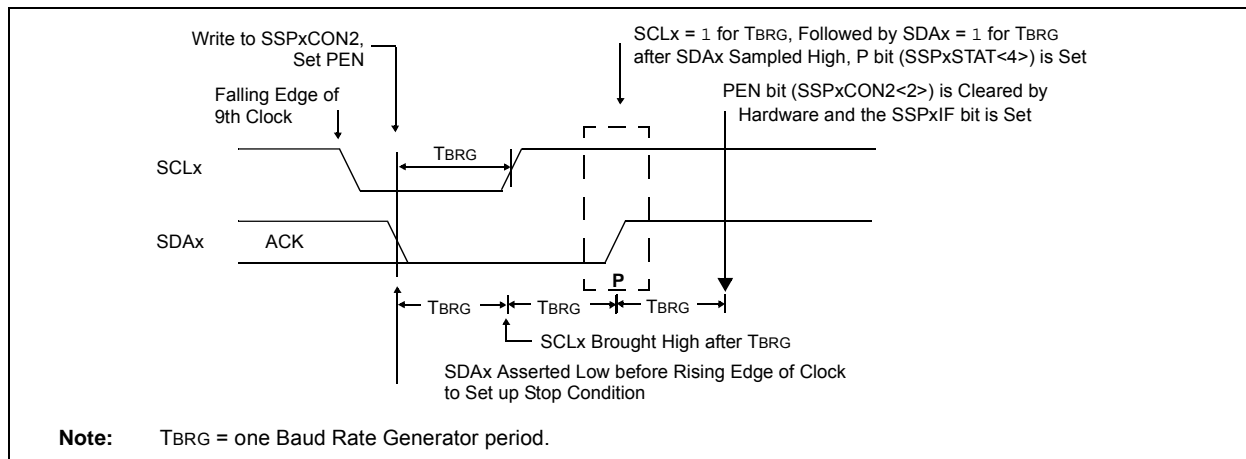 Write to SSPxCON2,
Set PEN
SCLx = 1 for TBRG, Followed by SDAx = 1 for TBRG
after SDAx Sampled High, P bit (SSPxSTAT<4>) is Set
Falling Edge of
9th Clock
PEN bit (SSPxCON2<2>) is Cleared by
Hardware and the SSPxIF bit is Set
SCLx
TBRG
SDAx
ACK
P
TBRG
TBRG
TBRG
SCLx Brought High after TBRG
SDAx Asserted Low before Rising Edge of Clock
to Set up Stop Condition
Note: TBRG = one Baud Rate Generator period.